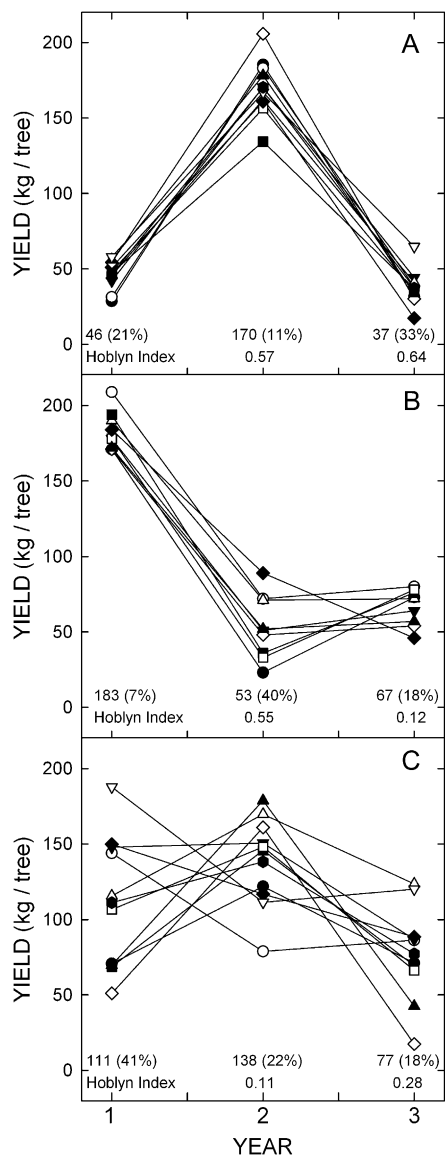 A
200
150
100
50
0
YIELD (kg / tree)
46 (21%) 170 (11%) 37 (33%)
Hoblyn Index 0.57 0.64
B
200
150
100
50
0
YIELD (kg / tree)
183 (7%) 53 (40%) 67 (18%)
Hoblyn Index 0.55 0.12
C
200
150
100
50
0
YIELD (kg / tree)
111 (41%) 138 (22%) 77 (18%)
Hoblyn Index 0.11 0.28
1 2 3
YEAR